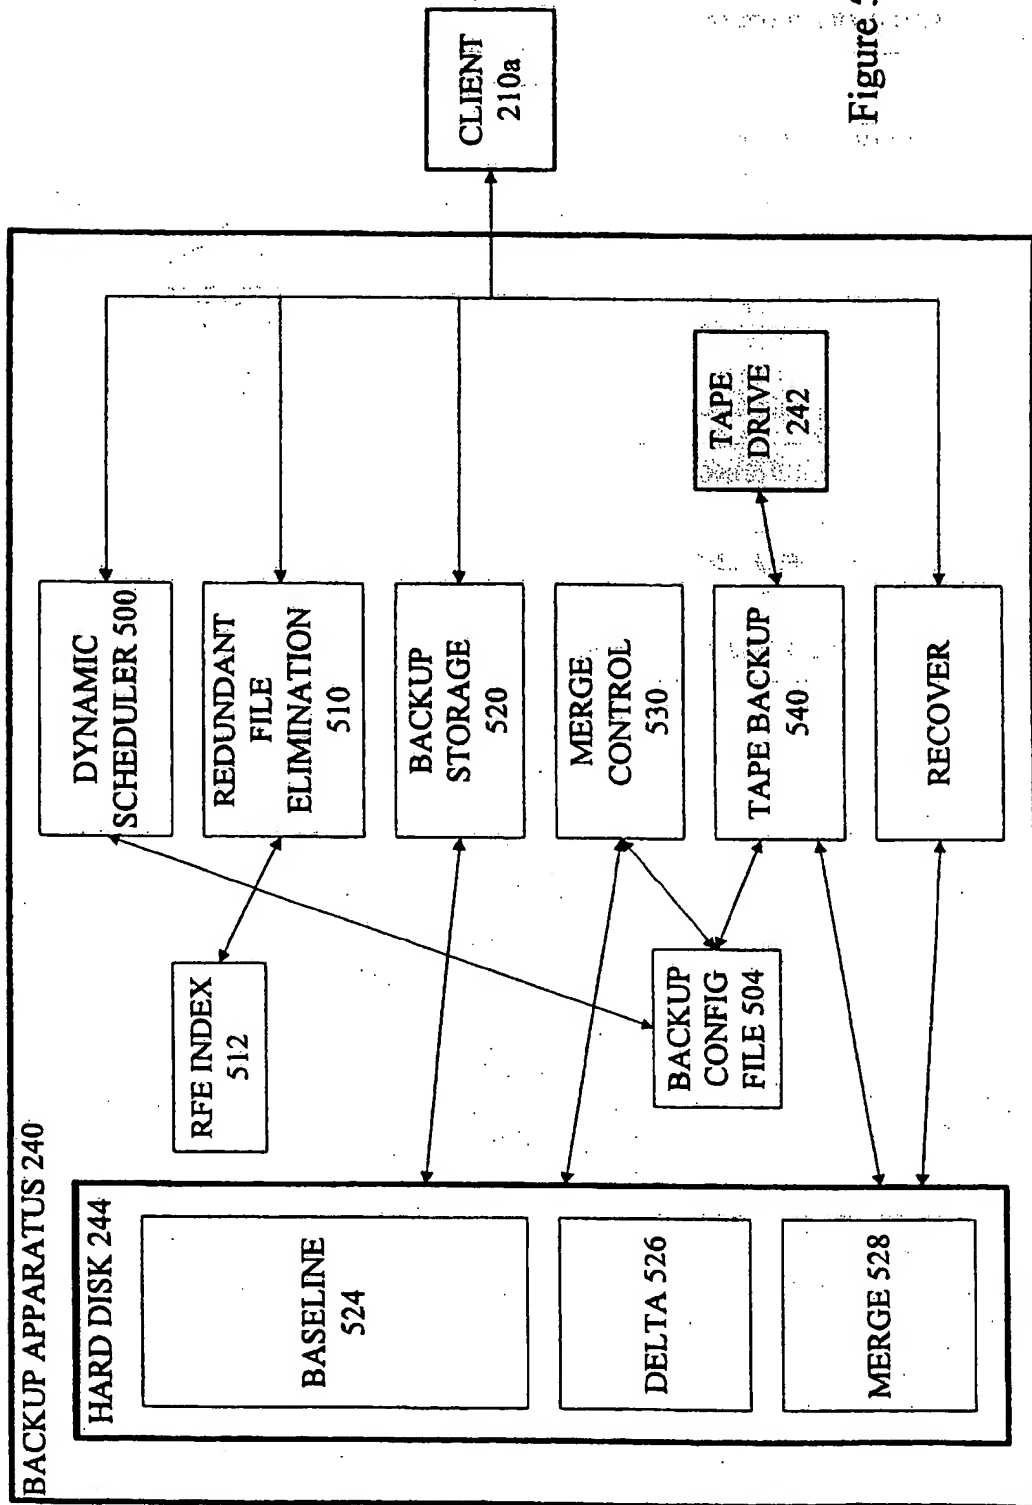 BACKUP APPARATUS 240
HARD DISK 244
BASELINE
524
DELTA 526
MERGE 528
RFE INDEX
512
BACKUP
CONFIG
FILE 504
DYNAMIC
SCHEDULER 500
REDUNDANT
FILE
ELIMINATION
510
BACKUP
STORAGE
520
MERGE
CONTROL
530
TAPE BACKUP
540
RECOVER
TAPE
DRIVE
242
CLIENT
210a
Figure